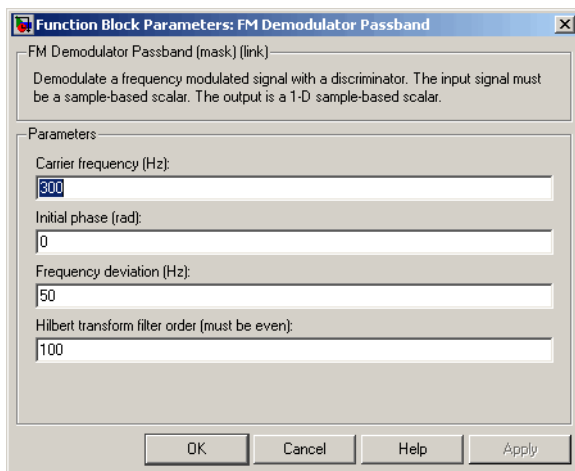 Function Block Parameters: FM Demodulator Passband
FM Demodulator Passband (mask) (link)
Demodulate a frequency modulated signal with a discriminator. The input signal must
be a sample-based scalar. The output is a 1-D sample-based scalar.
Parameters
Carrier frequency (Hz):
300
Initial phase (rad):
0
Frequency deviation (Hz):
50
Hilbert transform filter order (must be even):
100
OK Cancel Help Apply